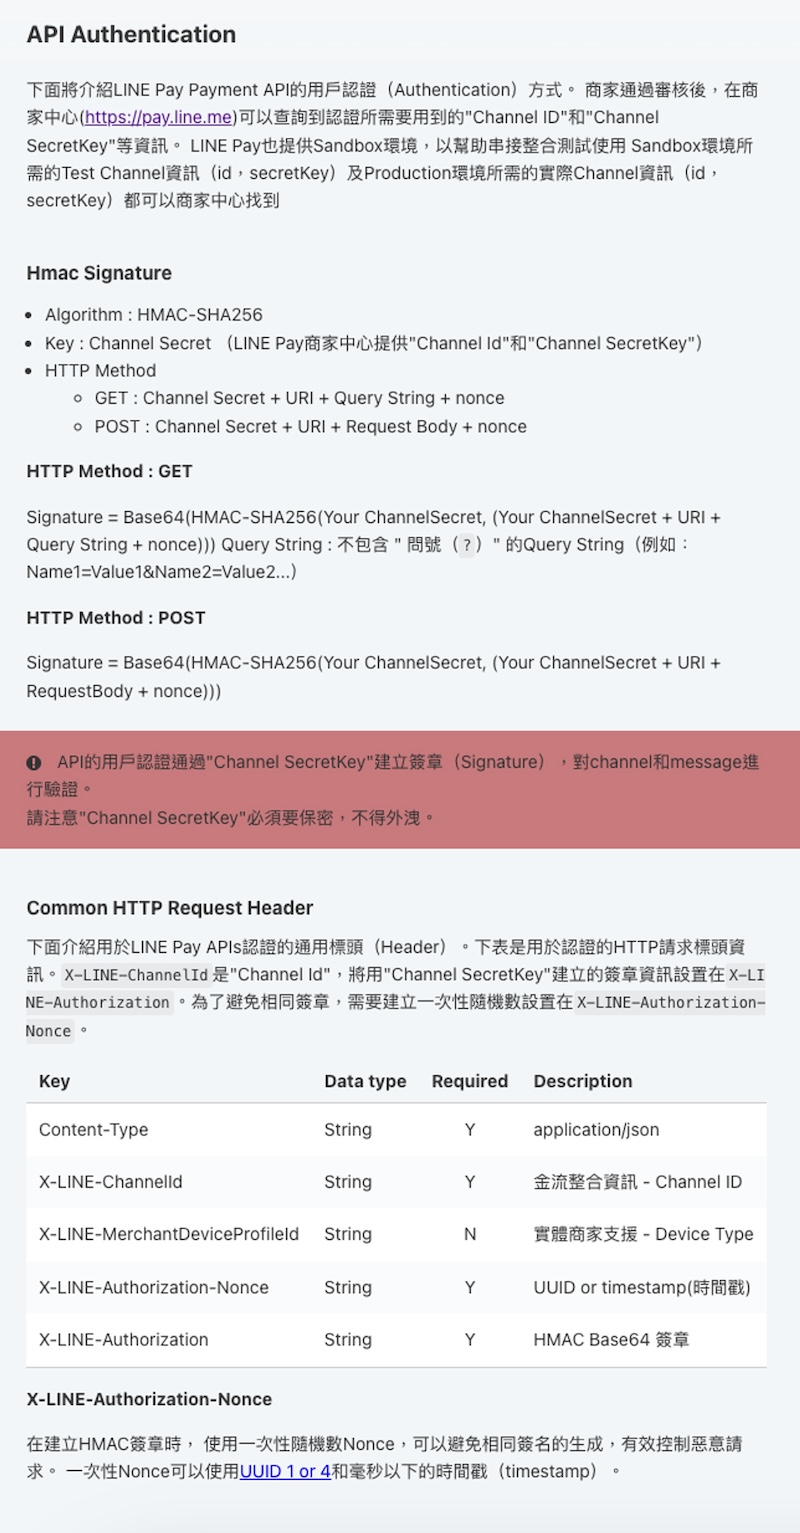 API Authentication
下面將介紹LINE Pay Payment API的用戶認證（Authentication）方式。 商家通過審核後，在商
家中心(https://pay.line.me)可以查詢到認證所需要用到的"Channel ID"和"Channel
SecretKey"等資訊。 LINE Pay也提供Sandbox環境，以幫助串接整合測試使用 Sandbox環境所
需的Test Channel資訊（id，secretKey）及Production環境所需的實際Channel資訊（id，
secretKey）都可以商家中心找到
Hmac Signature
• Algorithm : HMAC-SHA256
• Key : Channel Secret （LINE Pay商家中心提供"Channel Id"和"Channel SecretKey"）
• HTTP Method
◦ GET : Channel Secret + URI + Query String + nonce
◦ POST : Channel Secret + URI + Request Body + nonce
HTTP Method : GET
Signature = Base64(HMAC-SHA256(Your ChannelSecret, (Your ChannelSecret + URI +
Query String + nonce))) Query String : 不包含 " 問號（?）" 的Query String（例如：
Name1=Value1&Name2=Value2...）
HTTP Method : POST
Signature = Base64(HMAC-SHA256(Your ChannelSecret, (Your ChannelSecret + URI +
RequestBody + nonce)))
API的用戶認證通過"Channel SecretKey"建立簽章（Signature），對channel和message進
行驗證。
請注意"Channel SecretKey"必須要保密，不得外洩。
Common HTTP Request Header
下面介紹用於LINE Pay APIs認證的通用標頭（Header）。下表是用於認證的HTTP請求標頭資
訊。X-LINE-ChannelId是"Channel Id"，將用"Channel SecretKey"建立的簽章資訊設置在X-LI
NE-Authorization。為了避免相同簽章，需要建立一次性隨機數設置在X-LINE-Authorization-
Nonce。
Key Data type Required Description
Content-Type String Y application/json
X-LINE-ChannelId String Y 金流整合資訊 - Channel ID
X-LINE-MerchantDeviceProfileId String N 實體商家支援 - Device Type
X-LINE-Authorization-Nonce String Y UUID or timestamp(時間戳)
X-LINE-Authorization String Y HMAC Base64 簽章
X-LINE-Authorization-Nonce
在建立HMAC簽章時， 使用一次性隨機數Nonce，可以避免相同簽名的生成，有效控制惡意請
求。 一次性Nonce可以使用UUID 1 or 4和毫秒以下的時間戳（timestamp）。